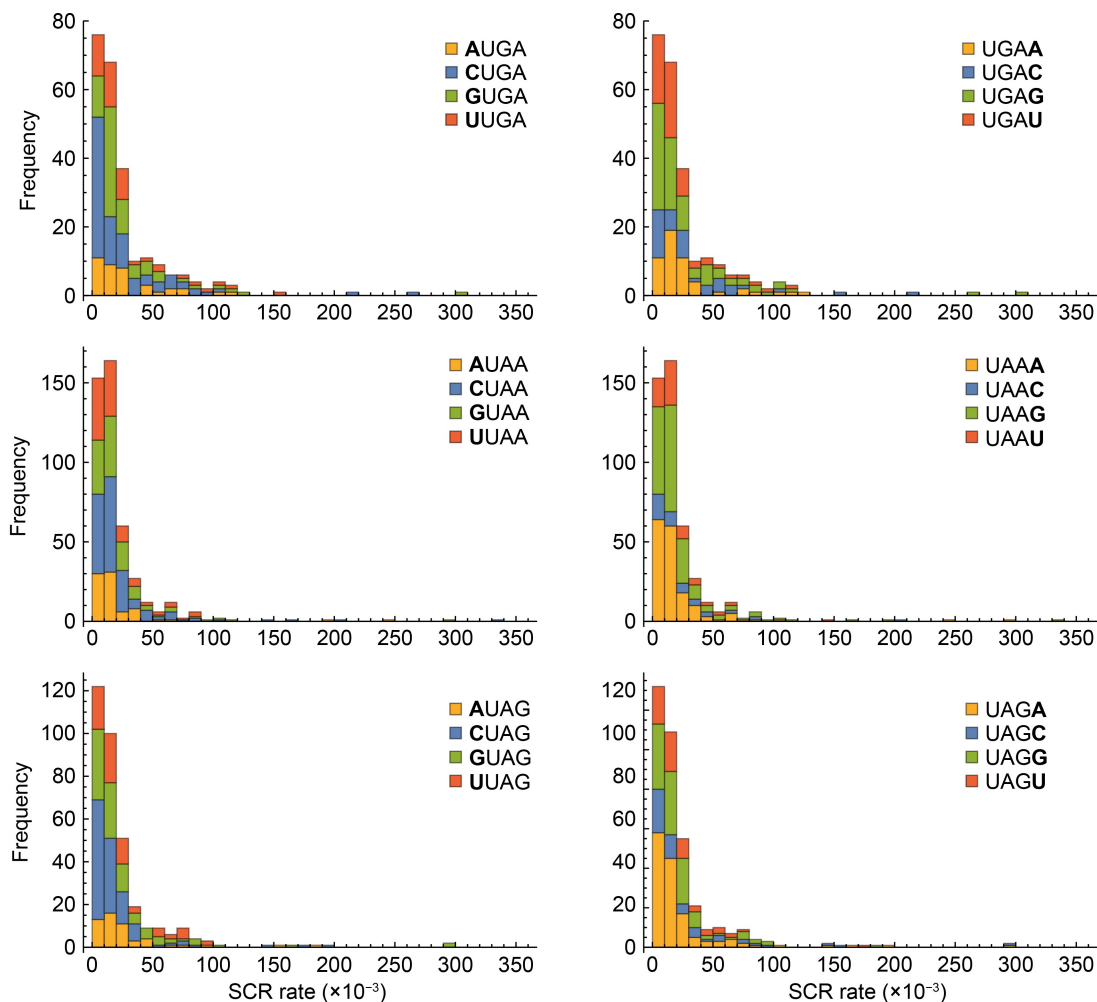 80
60
40
20
0
Frequency
AUGA
CUGA
GUGA
UUGA
0 50 100 150 200 250 300 350
80
60
40
20
0
UGAA
UGAC
UGAG
UGAU
0 50 100 150 200 250 300 350
150
100
50
0
Frequency
AUAA
CUAA
GUAA
UUAA
0 50 100 150 200 250 300 350
150
100
50
0
UAAA
UAAC
UAAG
UAAU
0 50 100 150 200 250 300 350
120
100
80
60
40
20
0
Frequency
AUAG
CUAG
GUAG
UUAG
0 50 100 150 200 250 300 350
SCR rate (×10⁻³)
120
100
80
60
40
20
0
UAGA
UAGC
UAGG
UAGU
0 50 100 150 200 250 300 350
SCR rate (×10⁻³)